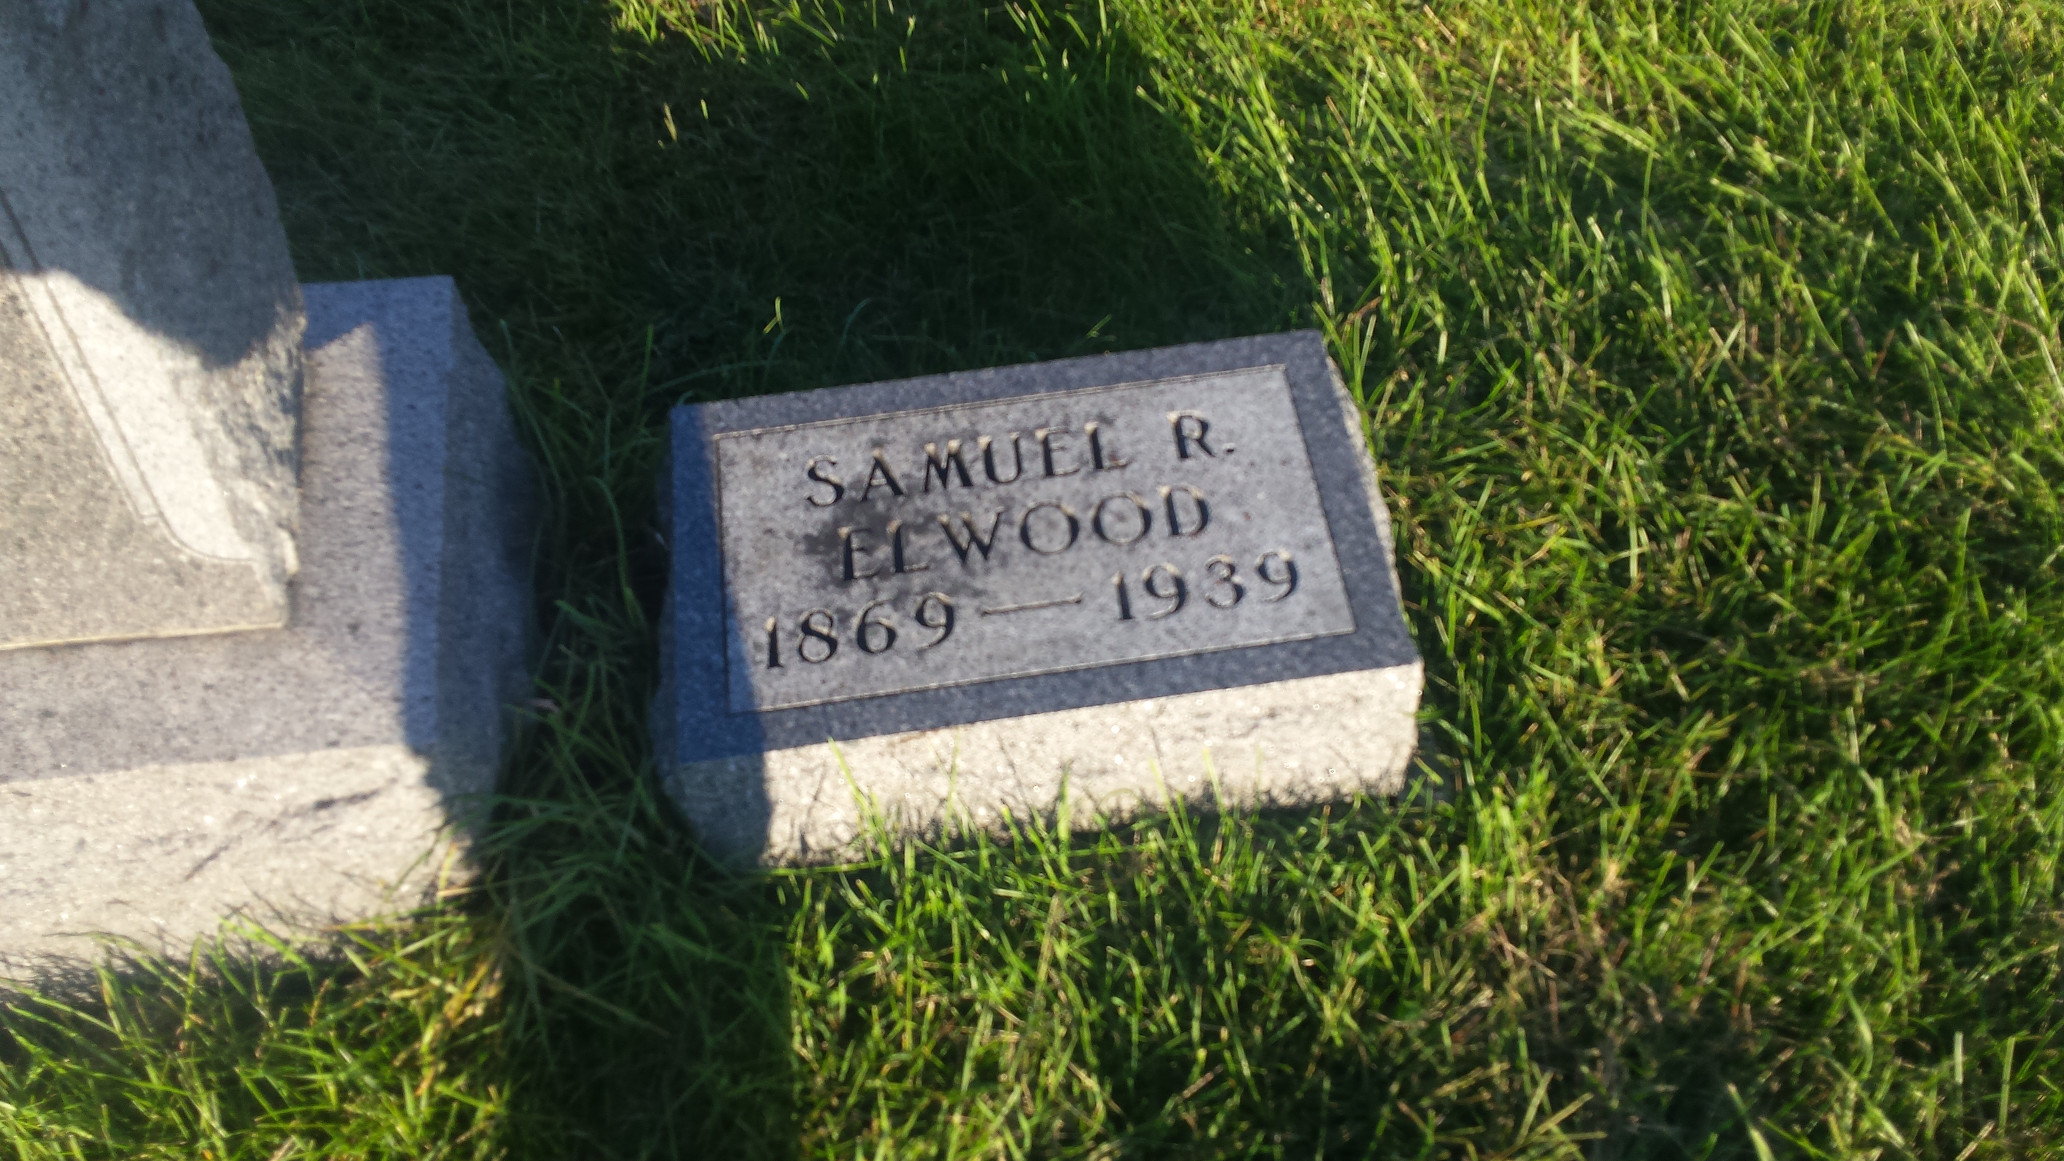 SAMUEL R.
ELWOOD
1869 — 1939